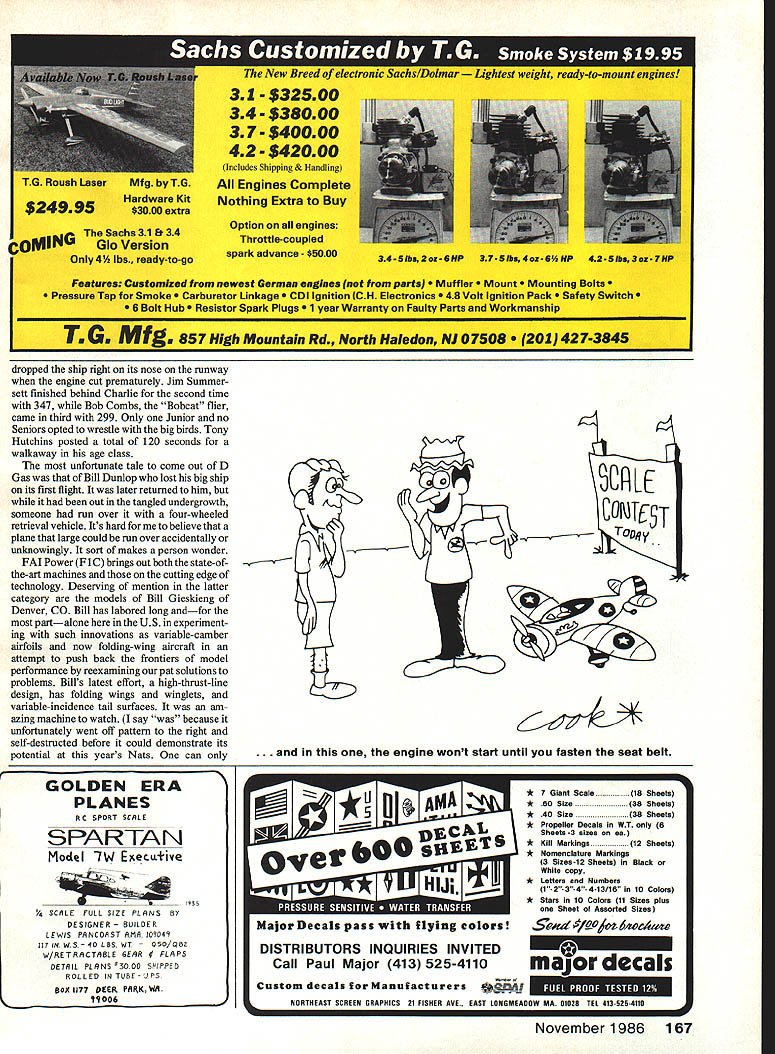 Sachs Customized by T.G. Smoke System $19.95
Available Now T.G. Roush Laser
The New Breed of electronic Sachs/Dolmar — Lightest weight, ready-to-mount engines!
3.1 - $325.00
3.4 - $380.00
3.7 - $400.00
4.2 - $420.00
(Includes Shipping & Handling)
All Engines Complete
Nothing Extra to Buy
Option on all engines:
Throttle-coupled
spark advance - $50.00
T.G. Roush Laser Mfg. by T.G.
$249.95
Hardware Kit
$30.00 extra
COMING
The Sachs 3.1 & 3.4
Glo Version
Only 4½ lbs., ready-to-go
3.4 - 5 lbs, 2 oz - 6 HP
3.7 - 5 lbs, 4 oz - 6½ HP
4.2 - 5 lbs, 3 oz - 7 HP
Features: Customized from newest German engines (not from parts) • Muffler • Mount • Mounting Bolts •
• Pressure Tap for Smoke • Carburetor Linkage • CDI Ignition (C.H. Electronics • 4.8 Volt Ignition Pack • Safety Switch •
• 6 Bolt Hub • Resistor Spark Plugs • 1 year Warranty on Faulty Parts and Workmanship
T.G. Mfg. 857 High Mountain Rd., North Haledon, NJ 07508 • (201) 427-3845
dropped the ship right on its nose on the runway
when the engine cut prematurely. Jim Summer-
sett finished behind Charlie for the second time
with 347, while Bob Combs, the "Bobcat" flier,
came in third with 299. Only one Junior and no
Seniors opted to wrestle with the big birds. Tony
Hutchins posted a total of 120 seconds for a
walkaway in his age class.
The most unfortunate tale to come out of D
Gas was that of Bill Dunlop who lost his big ship
on its first flight. It was later returned to him, but
while it had been out in the tangled undergrowth,
someone had run over it with a four-wheeled
retrieval vehicle. It's hard for me to believe that a
plane that large could be run over accidentally or
unknowingly. It sort of makes a person wonder.
FAI Power (F1C) brings out both the state-of-
the-art machines and those on the cutting edge of
technology. Deserving of mention in the latter
category are the models of Bill Gieskieng of
Denver, CO. Bill has labored long and—for the
most part—alone here in the U.S. in experiment-
ing with such innovations as variable-camber
airfoils and now folding-wing aircraft in an
attempt to push back the frontiers of model
performance by reexamining our pat solutions to
problems. Bill's latest effort, a high-thrust-line
design, has folding wings and winglets, and
variable-incidence tail surfaces. It was an am-
azing machine to watch. (I say "was" because it
unfortunately went off pattern to the right and
self-destructed before it could demonstrate its
potential at this year's Nats. One can only
SCALE
CONTEST
TODAY..
cook
. . . and in this one, the engine won't start until you fasten the seat belt.
GOLDEN ERA
PLANES
RC SPORT SCALE
SPARTAN
Model 7W Executive
1935
¼ SCALE FULL SIZE PLANS BY
DESIGNER - BUILDER
LEWIS PANCOAST A.M.A. 109049
117 IN. W.S. - 40 LBS. WT. - Q50/Q82
W/RETRACTABLE GEAR & FLAPS
DETAIL PLANS $30.00 SHIPPED
ROLLED IN TUBE - UPS.
BOX 1177 DEER PARK, WA.
99006
US
AMA
Over 600 DECAL
SHEETS
HIJ.
PRESSURE SENSITIVE • WATER TRANSFER
Major Decals pass with flying colors!
DISTRIBUTORS INQUIRIES INVITED
Call Paul Major (413) 525-4110
Custom decals for Manufacturers
Member of
SPAI
★ 7 Giant Scale (18 Sheets)
★ .60 Size (38 Sheets)
★ .40 Size (38 Sheets)
★ Propeller Decals in W.T. only (6
Sheets-3 sizes on ea.)
★ Kill Markings (12 Sheets)
★ Nomenclature Markings
(3 Sizes-12 Sheets) in Black or
White copy.
★ Letters and Numbers
(1"-2"-3"-4"-4-13/16" in 10 Colors)
★ Stars in 10 Colors (11 Sizes plus
one Sheet of Assorted Sizes)
Send $1.00 for brochure
major decals
FUEL PROOF TESTED 12%
NORTHEAST SCREEN GRAPHICS 21 FISHER AVE., EAST LONGMEADOW MA. 01028 TEL 413-525-4110
November 1986 167